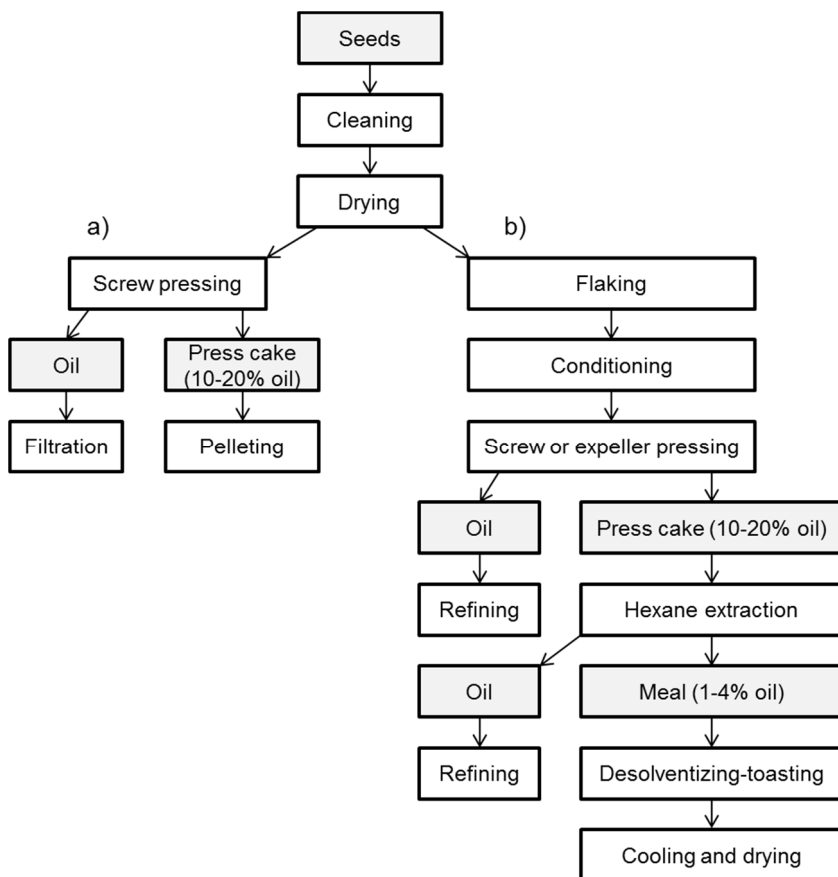 Seeds
Cleaning
Drying
a)
b)
Screw pressing
Flaking
Oil
Press cake
(10-20% oil)
Conditioning
Filtration
Pelleting
Screw or expeller pressing
Oil
Press cake (10-20% oil)
Refining
Hexane extraction
Oil
Meal (1-4% oil)
Refining
Desolventizing-toasting
Cooling and drying